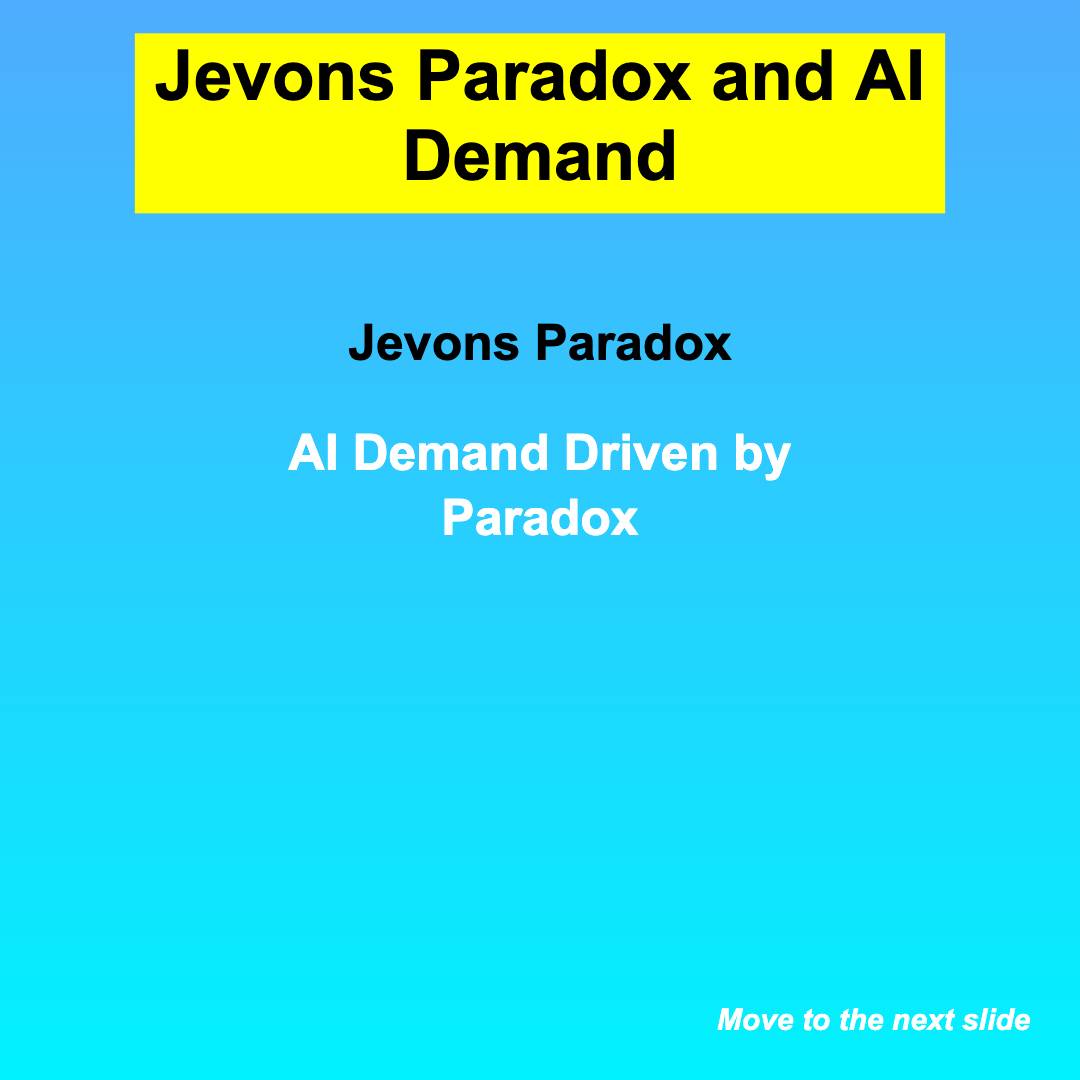 Jevons Paradox and AI
Demand
Jevons Paradox
AI Demand Driven by
Paradox
Move to the next slide